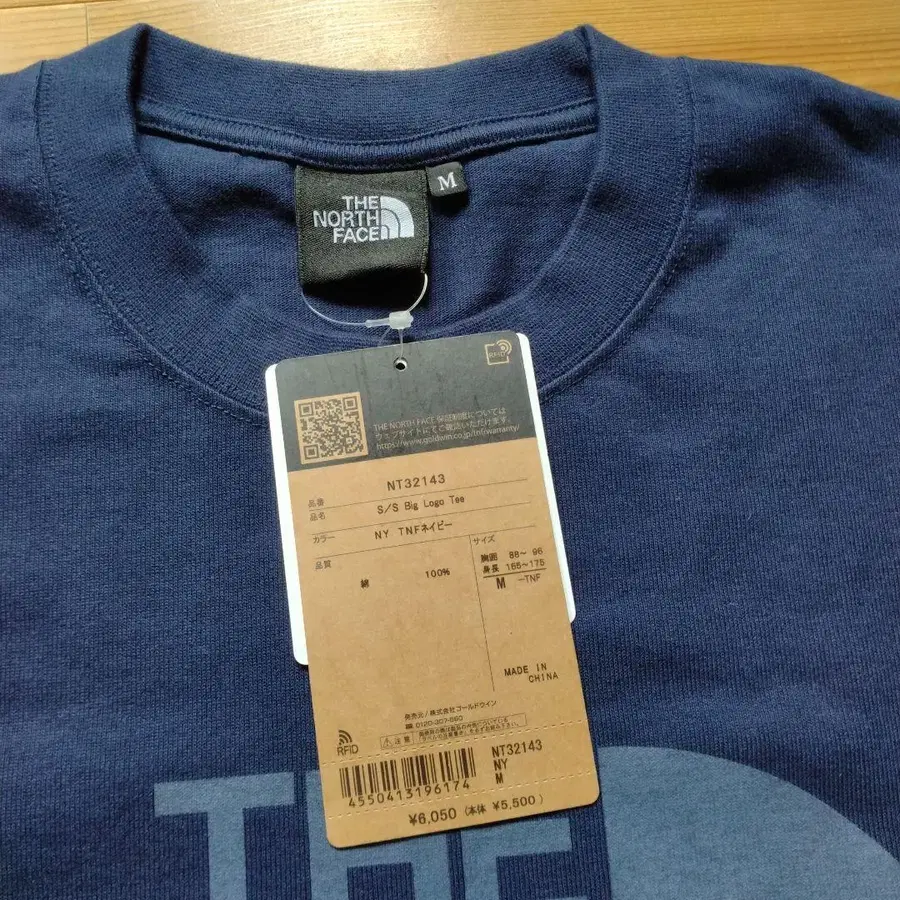 THE
NORTH
FACE
M
RFID
THE NORTH FACE 保証制度については
ウェブサイトにてご確認いただけます。
https://www.goldwin.co.jp/tnf/warranty/
品番 NT32143
品名 S/S Big Logo Tee
カラー NY TNFネイビー
品質
綿 100%
サイズ
胸囲 88~ 96
身長 165~175
M -TNF
MADE IN
CHINA
発売元/株式会社ゴールドウイン
0120-307-560
RFID
注意
NT32143
NY
M
4550413196174
¥6,050 (本体 ¥5,500)
THE